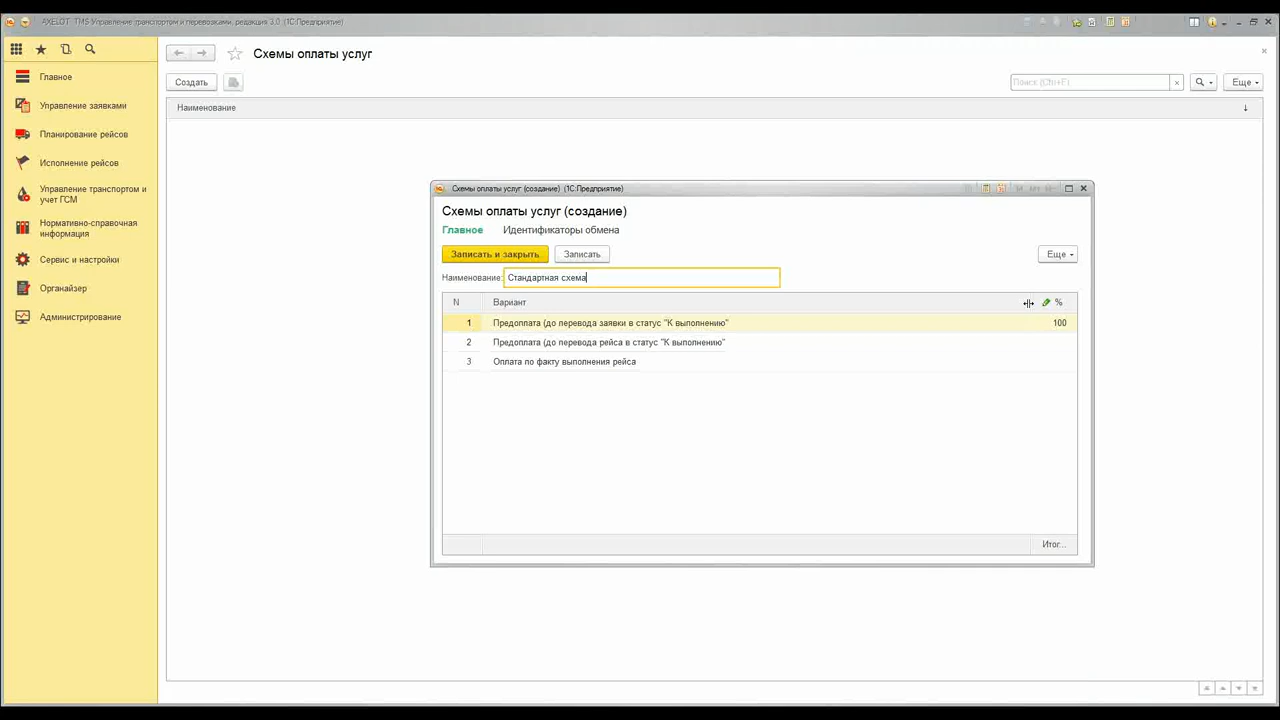 AXELOT TMS Управление транспортом и перевозками, редакция 3.0 (1С:Предприятие)
Главное
Управление заявками
Планирование рейсов
Исполнение рейсов
Управление транспортом и
учет ГСМ
Нормативно-справочная
информация
Сервис и настройки
Органайзер
Администрирование
Схемы оплаты услуг
Создать
Поиск (Ctrl+F)
Еще
Наименование
Схемы оплаты услуг (создание) (1С:Предприятие)
Схемы оплаты услуг (создание)
Главное Идентификаторы обмена
Записать и закрыть Записать Еще
Наименование: Стандартная схема
N Вариант %
1 Предоплата (до перевода заявки в статус "К выполнению" 100
2 Предоплата (до перевода рейса в статус "К выполнению"
3 Оплата по факту выполнения рейса
Итог...